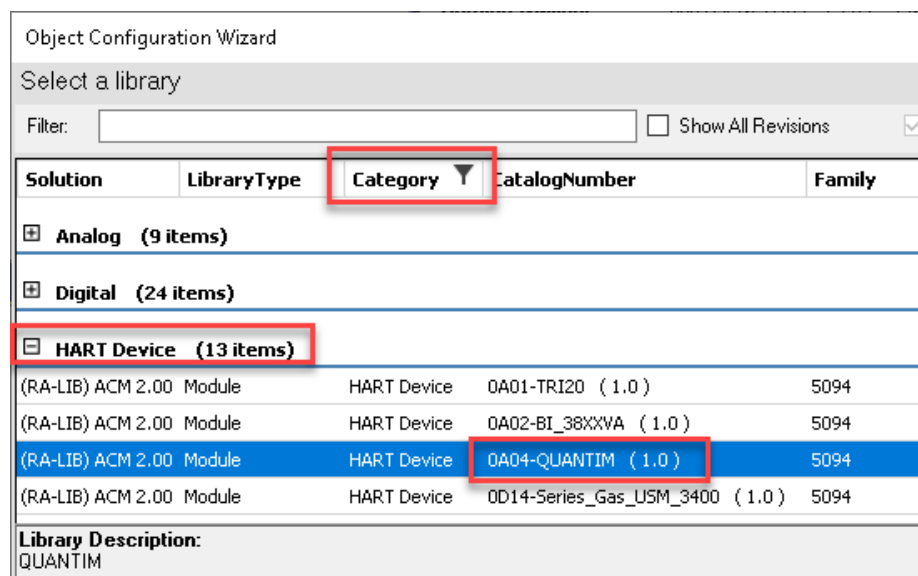 Object Configuration Wizard
Select a library
Filter: Show All Revisions
Solution LibraryType Category CatalogNumber Family
Analog (9 items)
Digital (24 items)
HART Device (13 items)
(RA-LIB) ACM 2.00 Module HART Device 0A01-TRI20 ( 1.0 ) 5094
(RA-LIB) ACM 2.00 Module HART Device 0A02-BI_38XXVA ( 1.0 ) 5094
(RA-LIB) ACM 2.00 Module HART Device 0A04-QUANTIM ( 1.0 ) 5094
(RA-LIB) ACM 2.00 Module HART Device 0D14-Series_Gas_USM_3400 ( 1.0 ) 5094
Library Description:
QUANTIM